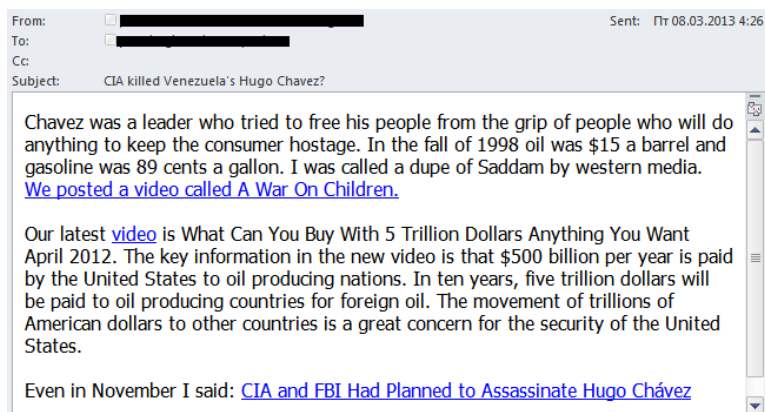 From:
Sent: Пт 08.03.2013 4:26
To:
Cc:
Subject: CIA killed Venezuela's Hugo Chavez?
Chavez was a leader who tried to free his people from the grip of people who will do
anything to keep the consumer hostage. In the fall of 1998 oil was $15 a barrel and
gasoline was 89 cents a gallon. I was called a dupe of Saddam by western media.
We posted a video called A War On Children.
Our latest video is What Can You Buy With 5 Trillion Dollars Anything You Want
April 2012. The key information in the new video is that $500 billion per year is paid
by the United States to oil producing nations. In ten years, five trillion dollars will
be paid to oil producing countries for foreign oil. The movement of trillions of
American dollars to other countries is a great concern for the security of the United
States.
Even in November I said: CIA and FBI Had Planned to Assassinate Hugo Chávez